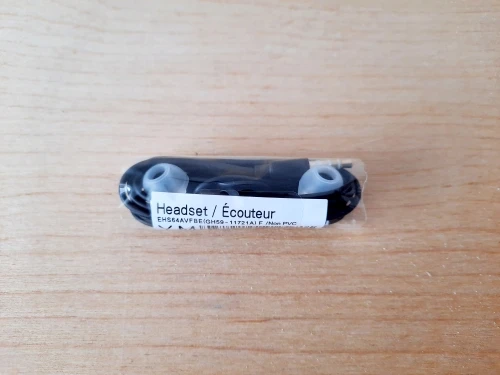 Headset / Écouteur
EHS64AVFBE(GH59-11721A) F /Non PVC